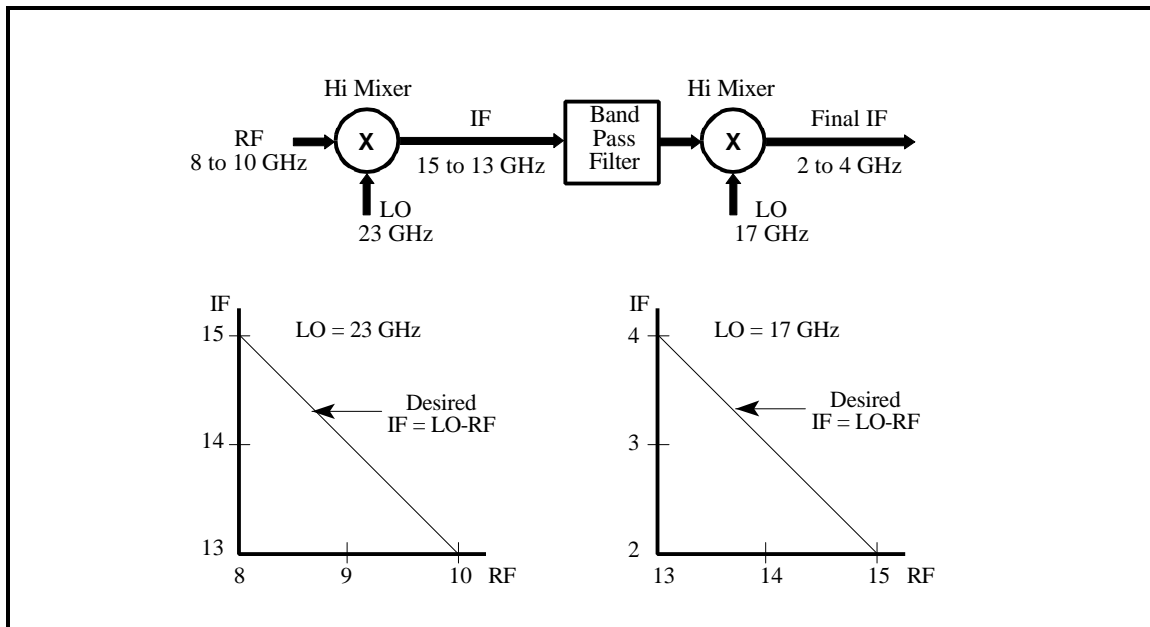 Hi Mixer
Hi Mixer
RF
8 to 10 GHz
X
IF
15 to 13 GHz
Band
Pass
Filter
X
Final IF
2 to 4 GHz
LO
23 GHz
LO
17 GHz
IF
LO = 23 GHz
15
14
13
Desired
IF = LO-RF
8
9
10
RF
IF
LO = 17 GHz
4
3
2
Desired
IF = LO-RF
13
14
15
RF